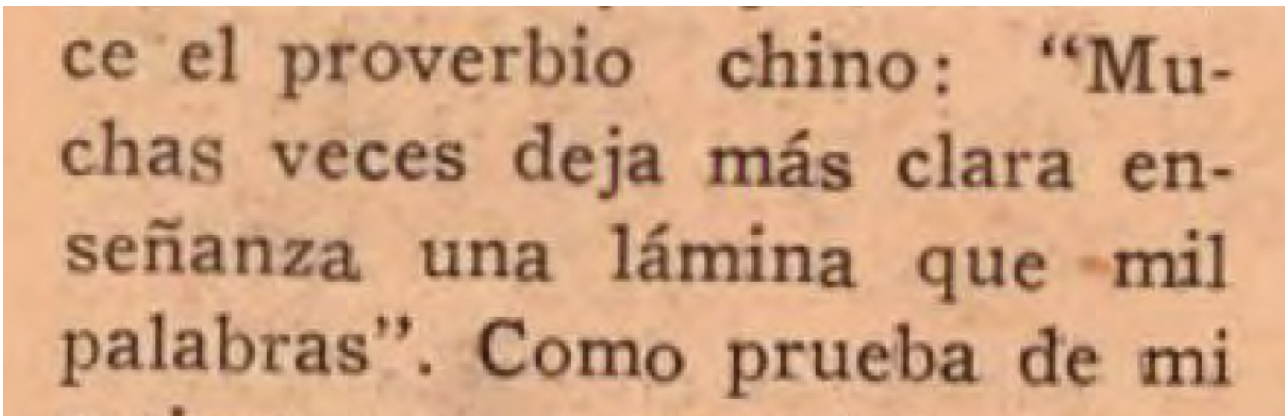 ce el proverbio chino: “Mu-
chas veces deja más clara en-
señanza una lámina que mil
palabras”. Como prueba de mi